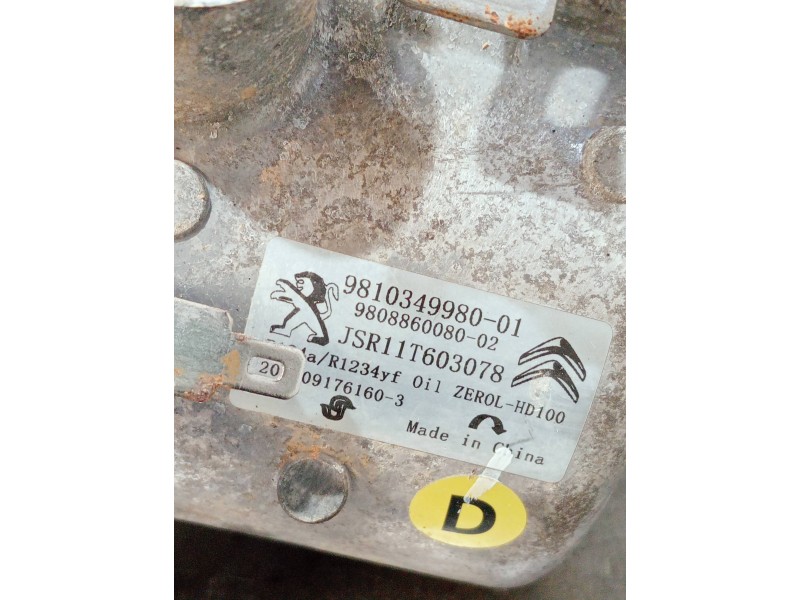 9810349980-01
9808860080-02
JSR11T603078
/R1234yf Oil ZEROL-HD100
09176160-3
Made in China
20
D